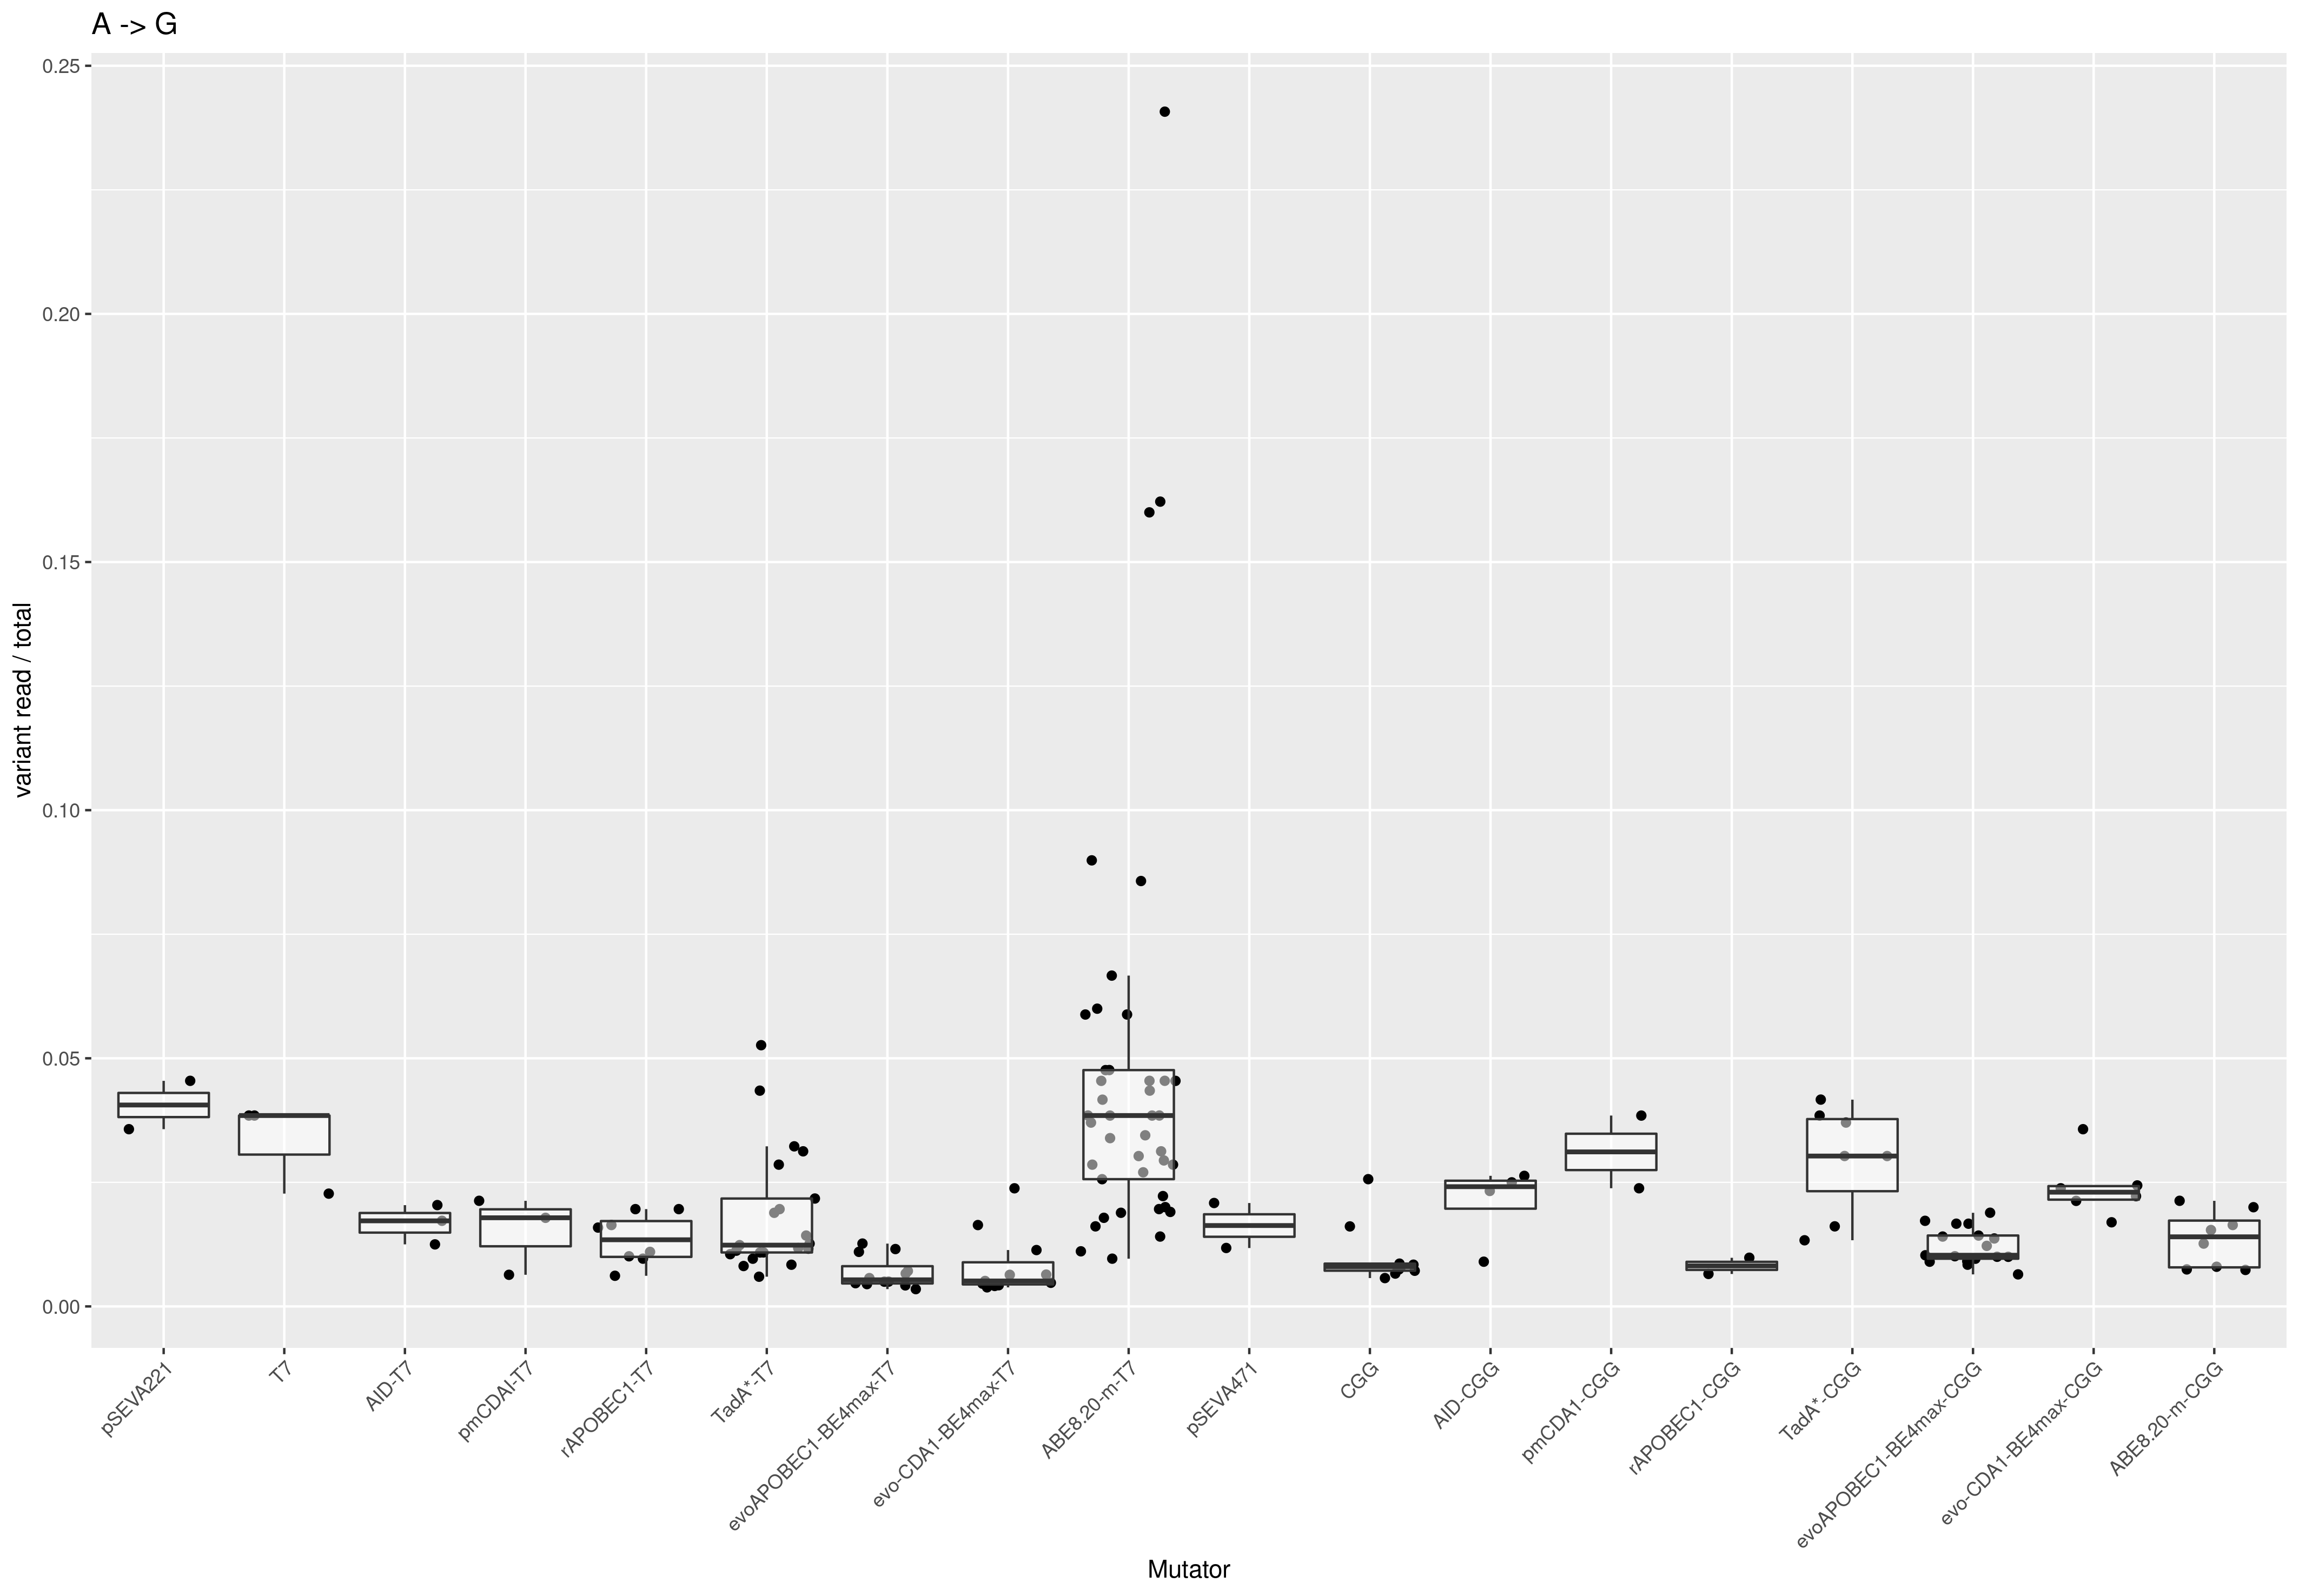 A -> G
0.25
0.20
0.15
0.10
0.05
0.00
variant read / total
pSEVA221
T7
AID-T7
pmCDAI-T7
rAPOBEC1-T7
TadA*-T7
evoAPOBEC1-BE4max-T7
evo-CDA1-BE4max-T7
ABE8.20-m-T7
pSEVA471
CGG
AID-CGG
pmCDA1-CGG
rAPOBEC1-CGG
TadA*-CGG
evoAPOBEC1-BE4max-CGG
evo-CDA1-BE4max-CGG
ABE8.20-m-CGG
Mutator